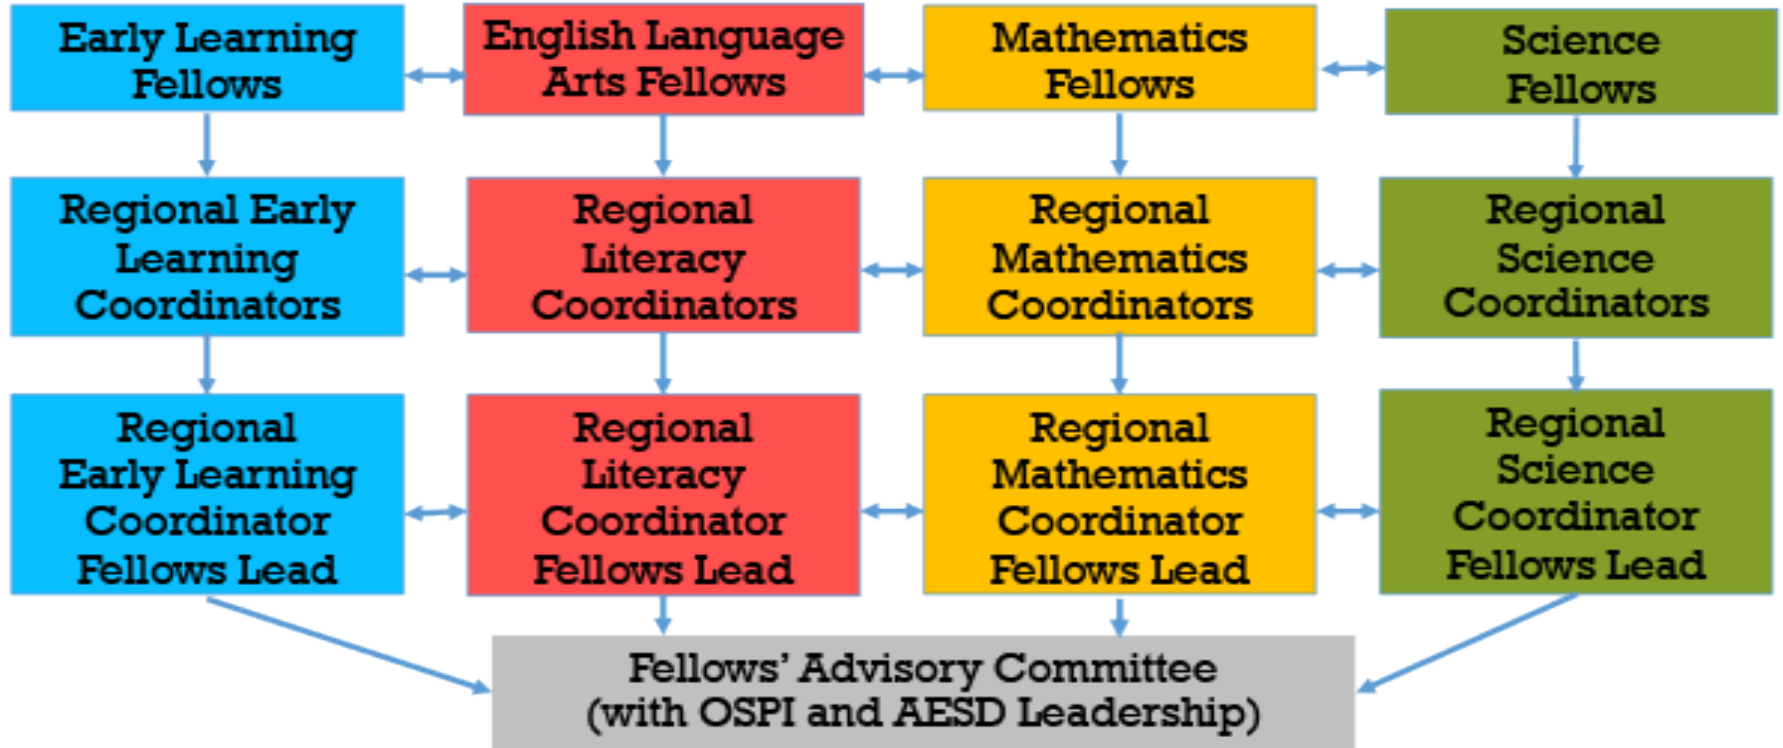 Early Learning
Fellows
English Language
Arts Fellows
Mathematics
Fellows
Science
Fellows
Regional Early
Learning
Coordinators
Regional
Literacy
Coordinators
Regional
Mathematics
Coordinators
Regional
Science
Coordinators
Regional
Early Learning
Coordinator
Fellows Lead
Regional
Literacy
Coordinator
Fellows Lead
Regional
Mathematics
Coordinator
Fellows Lead
Regional
Science
Coordinator
Fellows Lead
Fellows’ Advisory Committee
(with OSPI and AESD Leadership)